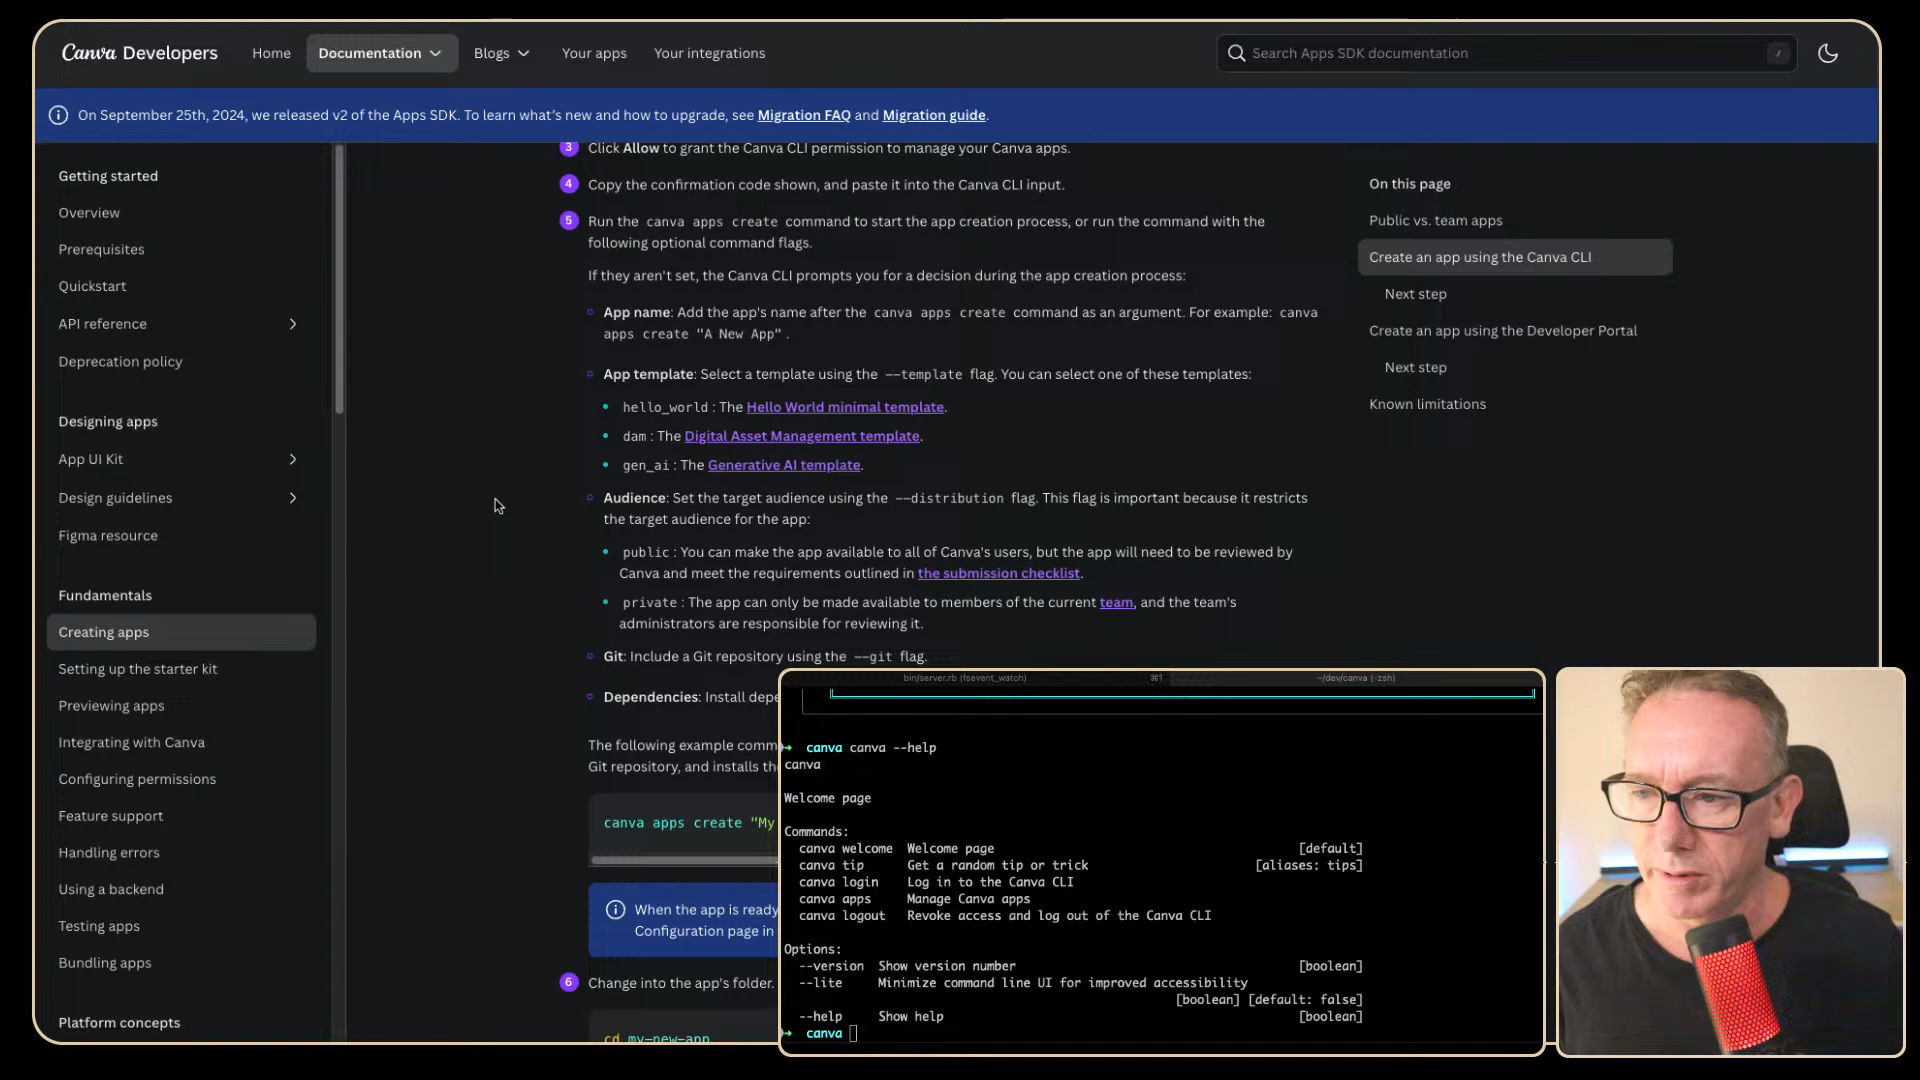 Canva Developers
Home
Documentation
Blogs
Your apps
Your integrations
Search Apps SDK documentation
/
On September 25th, 2024, we released v2 of the Apps SDK. To learn what's new and how to upgrade, see Migration FAQ and Migration guide.
Getting started
Overview
Prerequisites
Quickstart
API reference
Deprecation policy
Designing apps
App UI Kit
Design guidelines
Figma resource
Fundamentals
Creating apps
Setting up the starter kit
Previewing apps
Integrating with Canva
Configuring permissions
Feature support
Handling errors
Using a backend
Testing apps
Bundling apps
Platform concepts
3 Click Allow to grant the Canva CLI permission to manage your Canva apps.
4 Copy the confirmation code shown, and paste it into the Canva CLI input.
5 Run the canva apps create command to start the app creation process, or run the command with the
following optional command flags.
If they aren't set, the Canva CLI prompts you for a decision during the app creation process:
App name: Add the app's name after the canva apps create command as an argument. For example: canva
apps create "A New App" .
App template: Select a template using the --template flag. You can select one of these templates:
hello_world : The Hello World minimal template.
dam : The Digital Asset Management template.
gen_ai : The Generative AI template.
Audience: Set the target audience using the --distribution flag. This flag is important because it restricts
the target audience for the app:
public : You can make the app available to all of Canva's users, but the app will need to be reviewed by
Canva and meet the requirements outlined in the submission checklist.
private : The app can only be made available to members of the current team, and the team's
administrators are responsible for reviewing it.
Git: Include a Git repository using the --git flag.
Dependencies: Install depe
The following example comm
Git repository, and installs the
canva apps create "My
When the app is ready
Configuration page in
6 Change into the app's folder.
cd my-new-app
On this page
Public vs. team apps
Create an app using the Canva CLI
Next step
Create an app using the Developer Portal
Next step
Known limitations
bin/server.rb (fsevent_watch)
⌘1
~/dev/canva (-zsh)
➜ canva canva --help
canva
Welcome page
Commands:
canva welcome Welcome page [default]
canva tip Get a random tip or trick [aliases: tips]
canva login Log in to the Canva CLI
canva apps Manage Canva apps
canva logout Revoke access and log out of the Canva CLI
Options:
--version Show version number [boolean]
--lite Minimize command line UI for improved accessibility
[boolean] [default: false]
--help Show help [boolean]
➜ canva